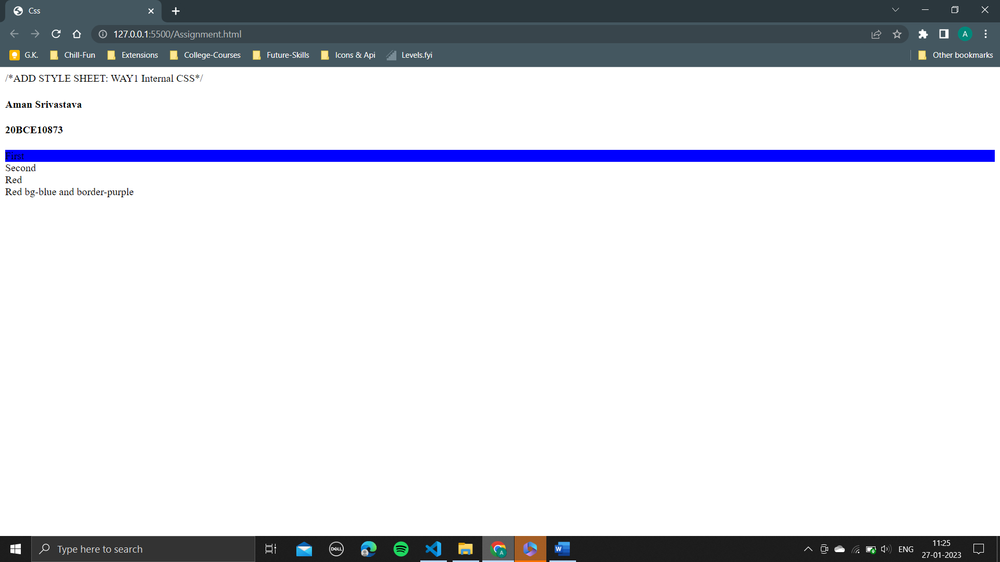 Css
127.0.0.1:5500/Assignment.html
A
G.K. Chill-Fun Extensions College-Courses Future-Skills Icons & Api Levels.fyi Other bookmarks
/*ADD STYLE SHEET: WAY1 Internal CSS*/
Aman Srivastava
20BCE10873
First
Second
Red
Red bg-blue and border-purple
Type here to search
DELL
A
W
ENG
11:25
27-01-2023